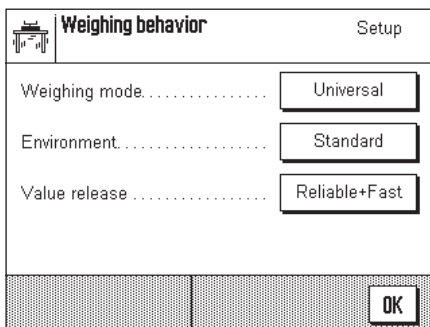 Weighing behavior Setup
Weighing mode................ Universal
Environment................... Standard
Value release ................. Reliable+Fast
OK